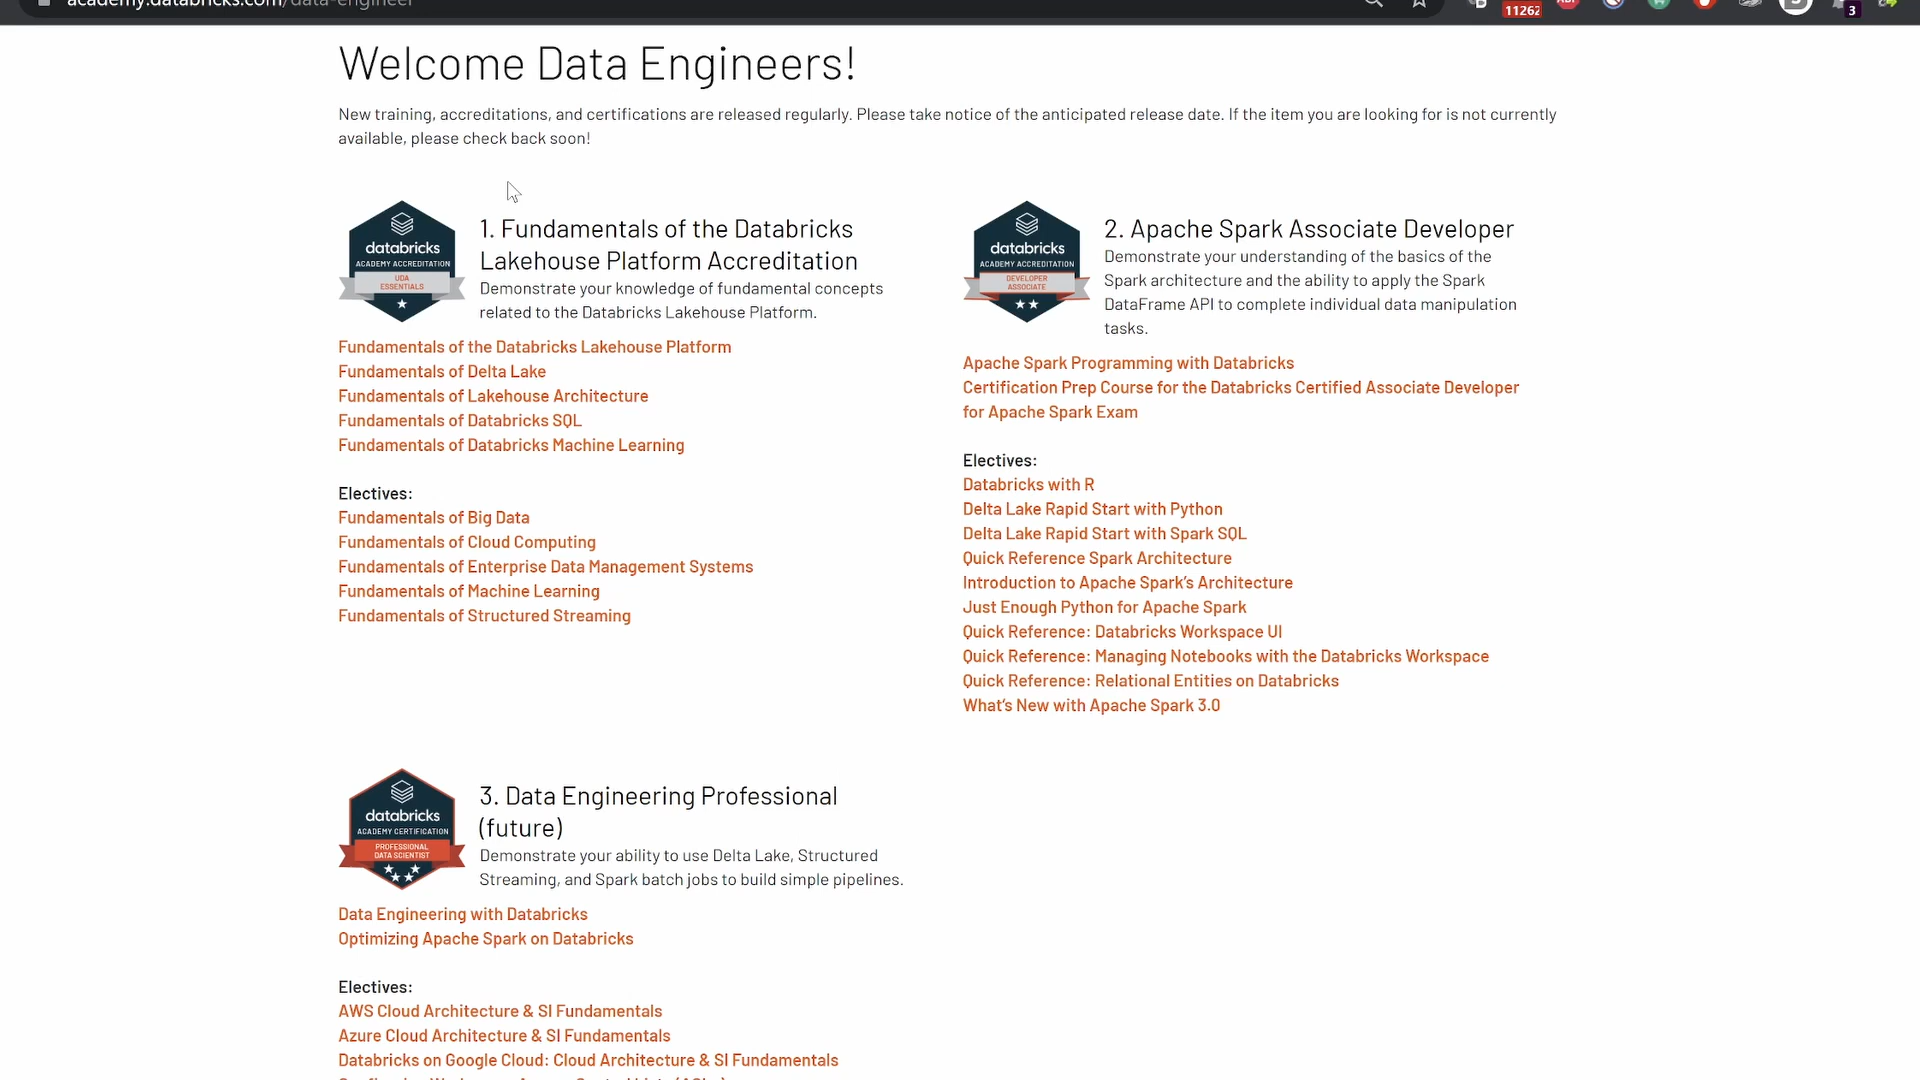 academy.databricks.com/data-engineer
11262
3
Welcome Data Engineers!
New training, accreditations, and certifications are released regularly. Please take notice of the anticipated release date. If the item you are looking for is not currently
available, please check back soon!
databricks
ACADEMY ACCREDITATION
UDA
ESSENTIALS
1. Fundamentals of the Databricks
Lakehouse Platform Accreditation
Demonstrate your knowledge of fundamental concepts
related to the Databricks Lakehouse Platform.
Fundamentals of the Databricks Lakehouse Platform
Fundamentals of Delta Lake
Fundamentals of Lakehouse Architecture
Fundamentals of Databricks SQL
Fundamentals of Databricks Machine Learning
Electives:
Fundamentals of Big Data
Fundamentals of Cloud Computing
Fundamentals of Enterprise Data Management Systems
Fundamentals of Machine Learning
Fundamentals of Structured Streaming
databricks
ACADEMY ACCREDITATION
DEVELOPER
ASSOCIATE
2. Apache Spark Associate Developer
Demonstrate your understanding of the basics of the
Spark architecture and the ability to apply the Spark
DataFrame API to complete individual data manipulation
tasks.
Apache Spark Programming with Databricks
Certification Prep Course for the Databricks Certified Associate Developer
for Apache Spark Exam
Electives:
Databricks with R
Delta Lake Rapid Start with Python
Delta Lake Rapid Start with Spark SQL
Quick Reference Spark Architecture
Introduction to Apache Spark’s Architecture
Just Enough Python for Apache Spark
Quick Reference: Databricks Workspace UI
Quick Reference: Managing Notebooks with the Databricks Workspace
Quick Reference: Relational Entities on Databricks
What’s New with Apache Spark 3.0
databricks
ACADEMY CERTIFICATION
PROFESSIONAL
DATA SCIENTIST
3. Data Engineering Professional
(future)
Demonstrate your ability to use Delta Lake, Structured
Streaming, and Spark batch jobs to build simple pipelines.
Data Engineering with Databricks
Optimizing Apache Spark on Databricks
Electives:
AWS Cloud Architecture & SI Fundamentals
Azure Cloud Architecture & SI Fundamentals
Databricks on Google Cloud: Cloud Architecture & SI Fundamentals